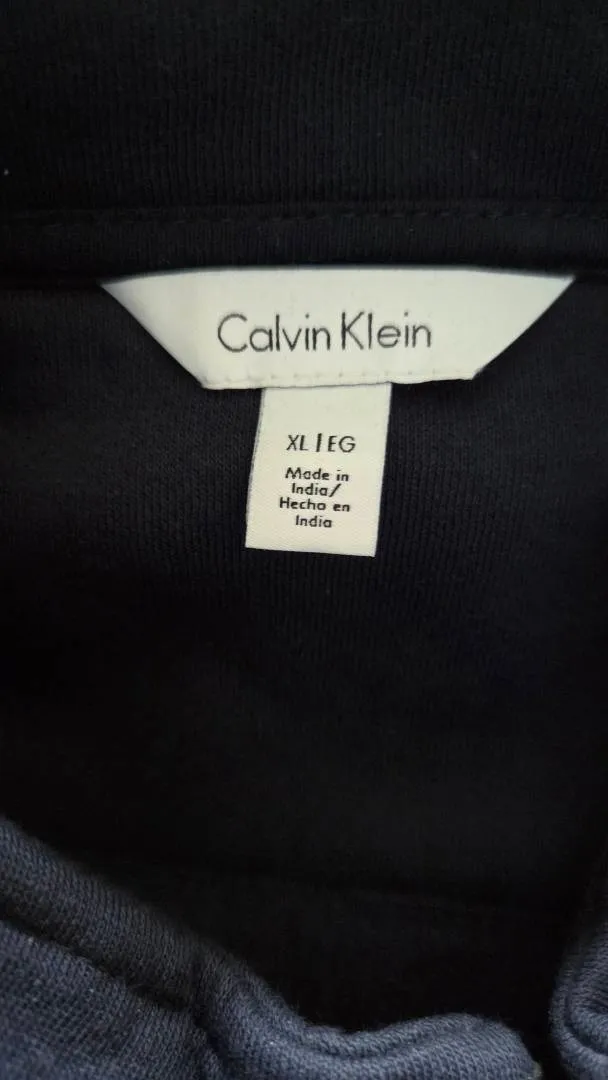 Calvin Klein
XL | EG
Made in
India/
Hecho en
India